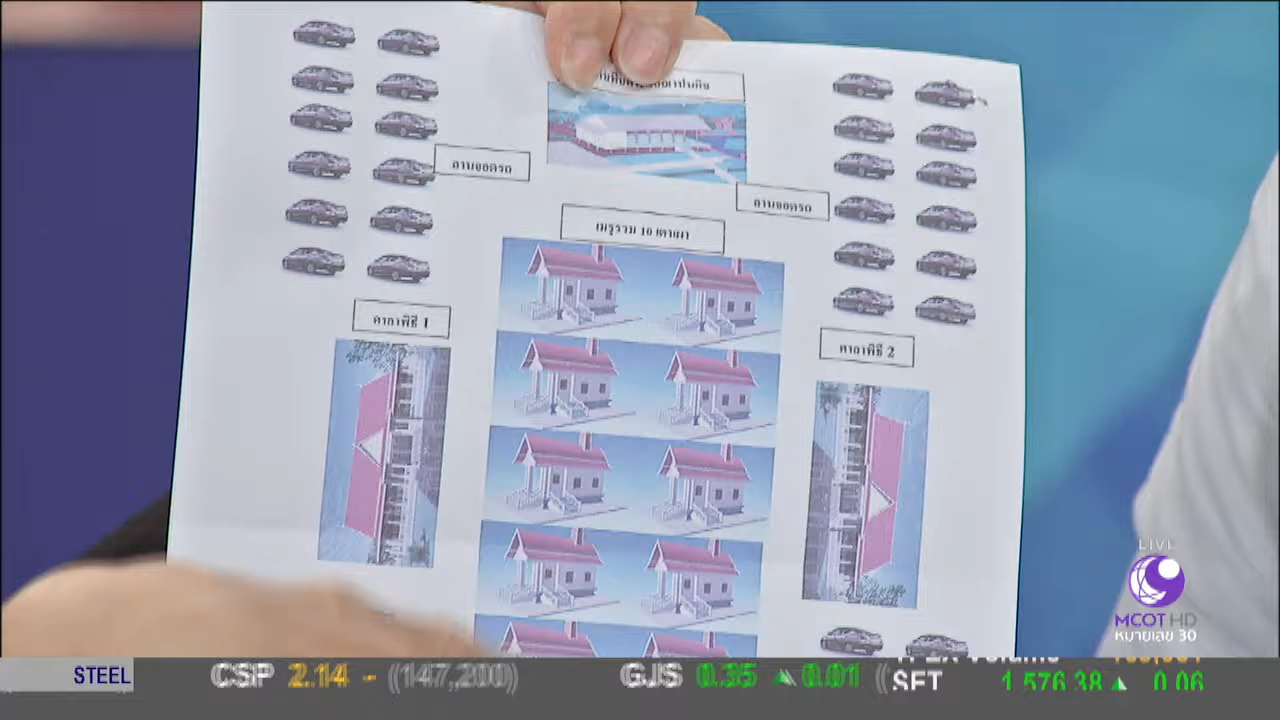 ลานจอดรถ
ลานจอดรถ
เมรุรวม 10 เตาเผา
ศาลาพิธี 1
ศาลาพิธี 2
LIVE
MCOT HD
หมายเลข 30
STEEL
CSP 2.14 - (147,200)
GJS 0.35 0.01
SET 1,576.38 0.06